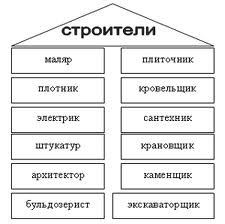 строители
маляр плиточник
плотник кровельщик
электрик сантехник
штукатур крановщик
архитектор каменщик
бульдозерист экскаваторщик